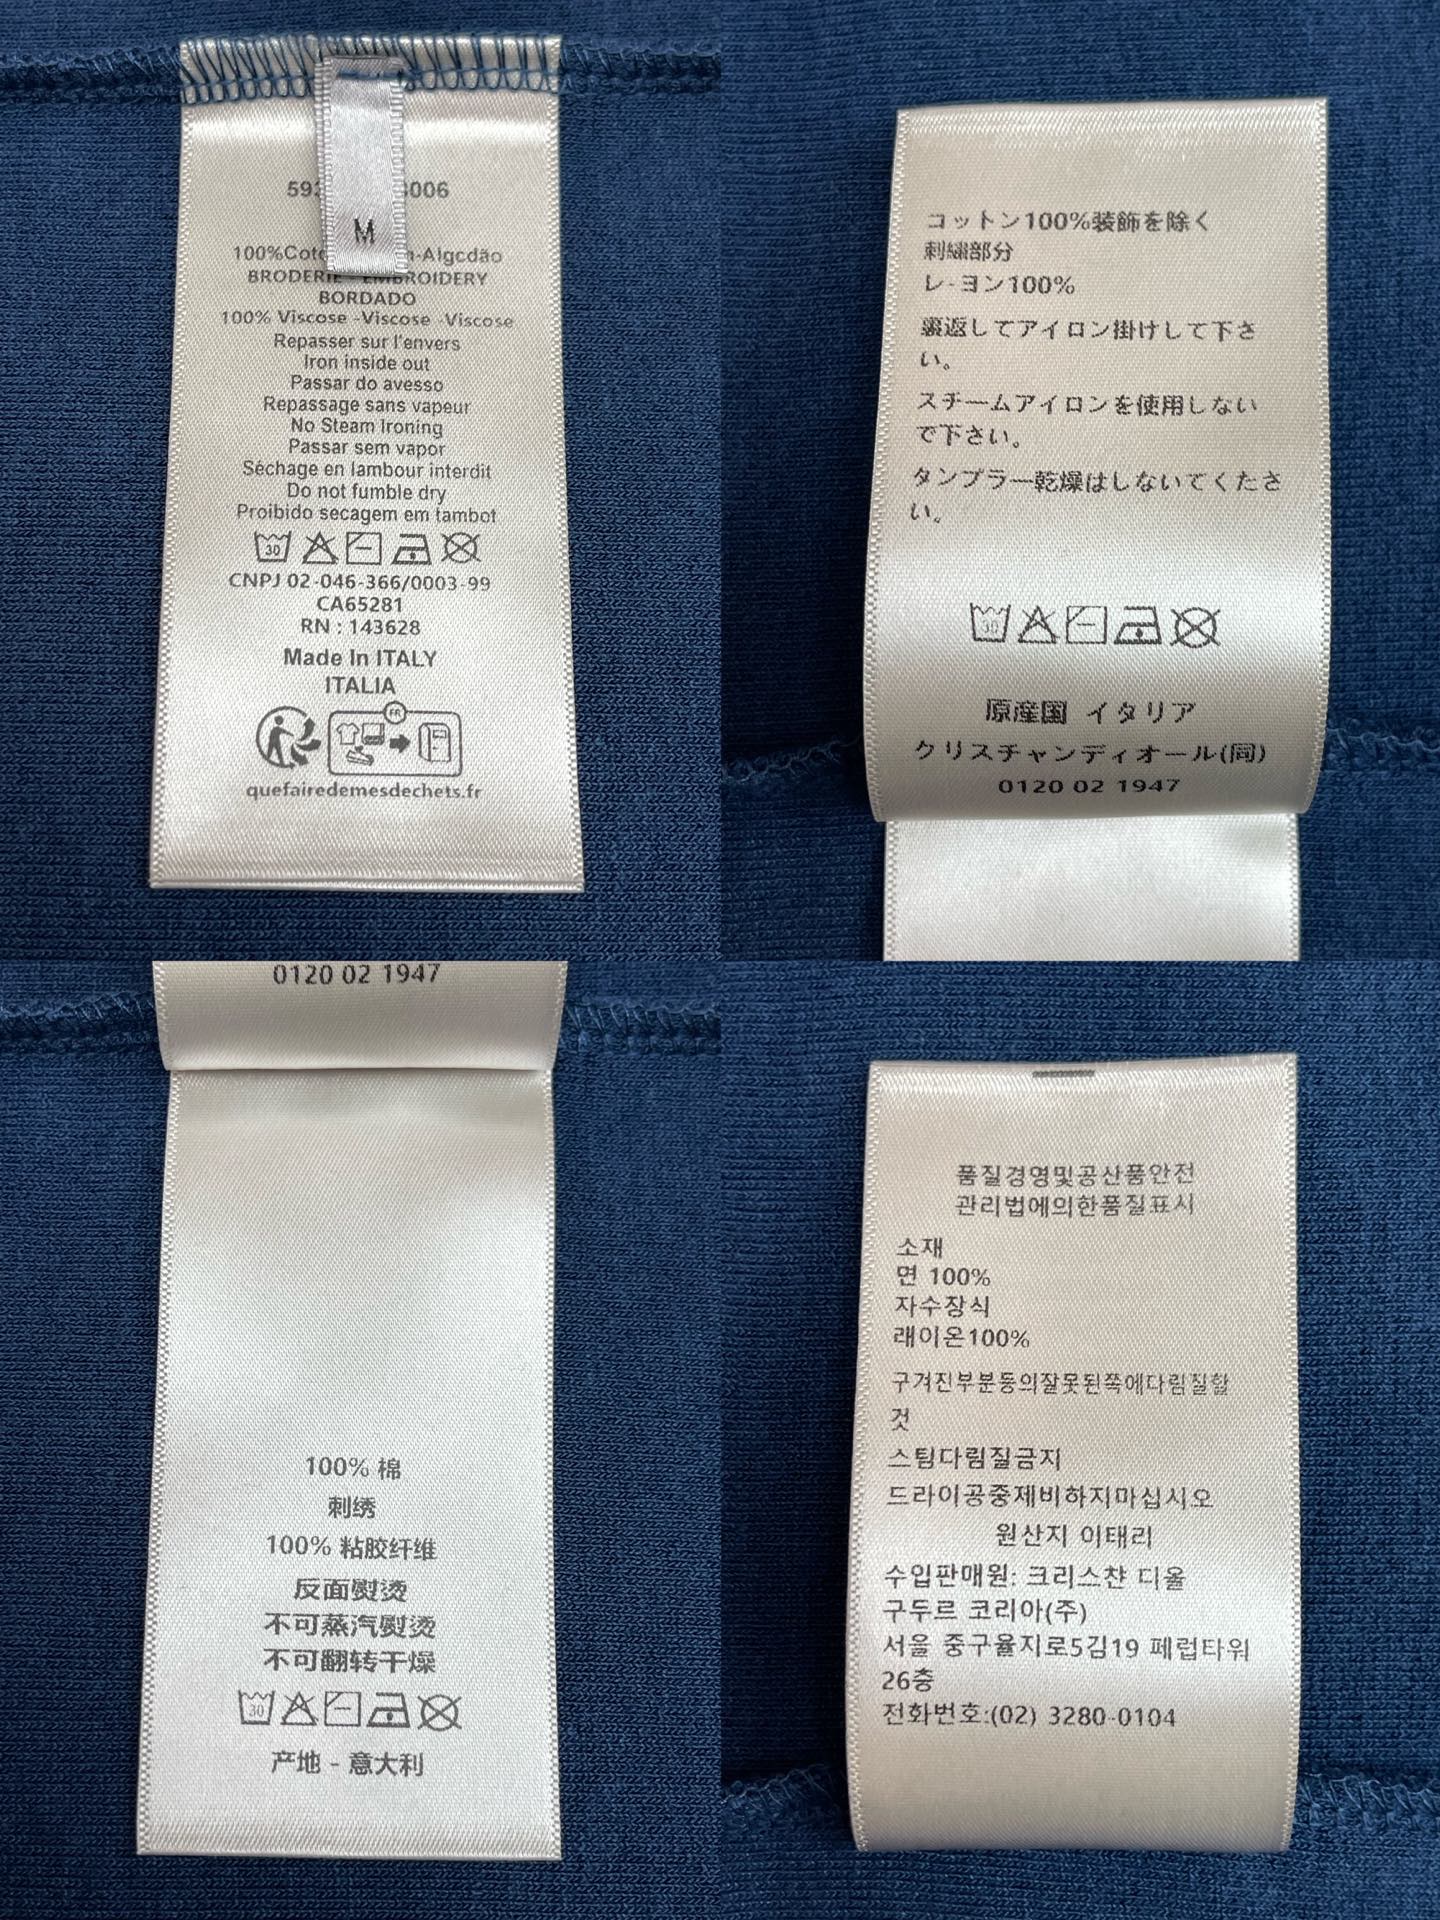 M
100% Algcdão
BRODERIE EMBROIDERY
BORDADO
100% Viscose -Viscose -Viscose
Repasser sur l'envers
Iron inside out
Passar do avesso
Repassage sans vapeur
No Steam Ironing
Passar sem vapor
Séchage en lambour interdit
Do not fumble dry
Proibido secagem em tambot
30
CNPJ 02-046-366/0003-99
CA65281
RN : 143628
Made In ITALY
ITALIA
FR
quefairedemesdechets.fr
コットン100%装飾を除く
刺繍部分
レ-ヨン100%
裏返してアイロン掛けして下さ
い。
スチームアイロンを使用しない
で下さい。
タンプラー乾燥はしないてくたさ
い。
30
原産国 イタリア
クリスチャンディオール(同)
0120 02 1947
0120 02 1947
100% 棉
刺绣
100% 粘胶纤维
反面熨烫
不可蒸汽熨烫
不可翻转干燥
30
产地 - 意大利
품질경영및공산품안전
관리법에의한품질표시
소재
면 100%
자수장식
래이온100%
구겨진부분등의잘못된쪽에다림질할
것
스팀다림질금지
드라이공중제비하지마십시오
원산지 이태리
수입판매원: 크리스챤 디올
구두르 코리아(주)
서울 중구율지로5김19 페럽타워
26층
전화번호:(02) 3280-0104